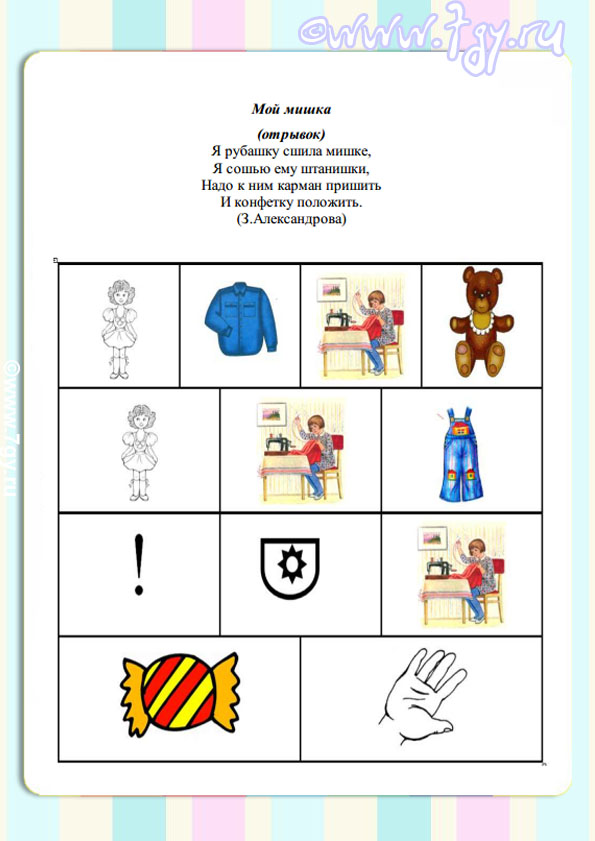 ©www.7gy.ru
Мой мишка
(отрывок)
Я рубашку сшила мишке,
Я сошью ему штанишки,
Надо к ним карман пришить
И конфетку положить.
(З.Александрова)
!
©www.7gy.ru